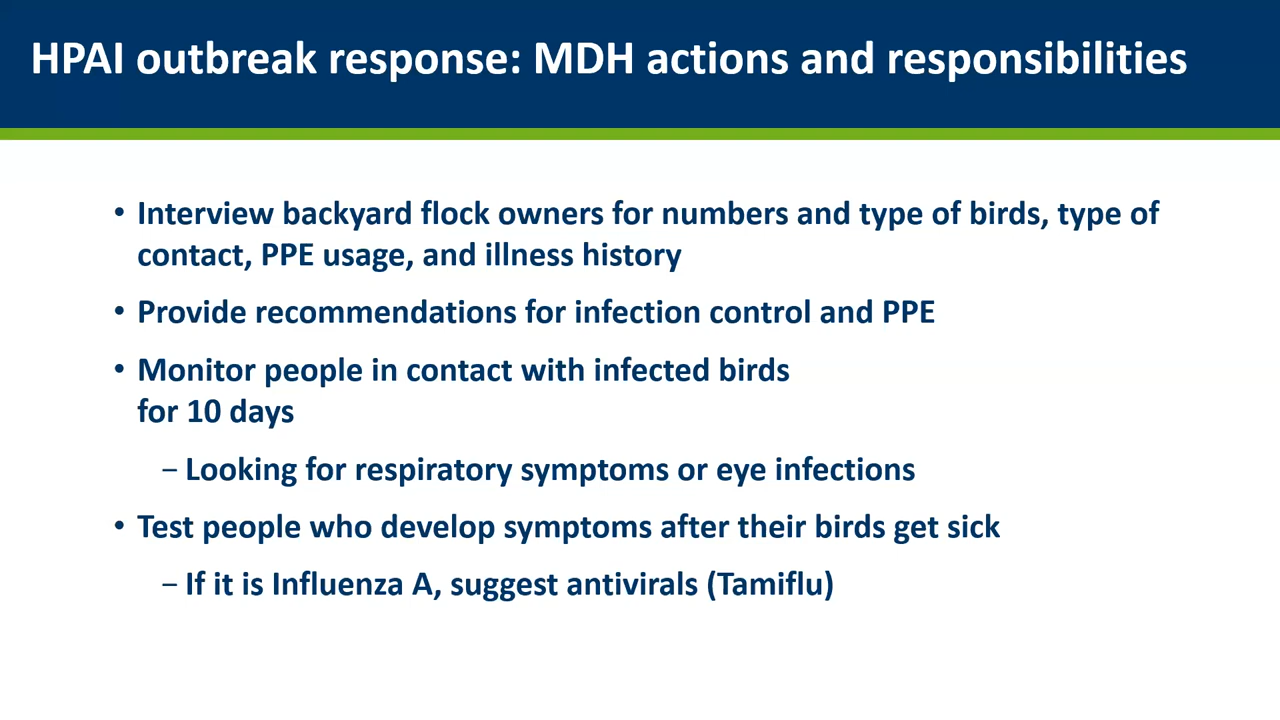 HPAI outbreak response: MDH actions and responsibilities
• Interview backyard flock owners for numbers and type of birds, type of
contact, PPE usage, and illness history
• Provide recommendations for infection control and PPE
• Monitor people in contact with infected birds
for 10 days
– Looking for respiratory symptoms or eye infections
• Test people who develop symptoms after their birds get sick
– If it is Influenza A, suggest antivirals (Tamiflu)